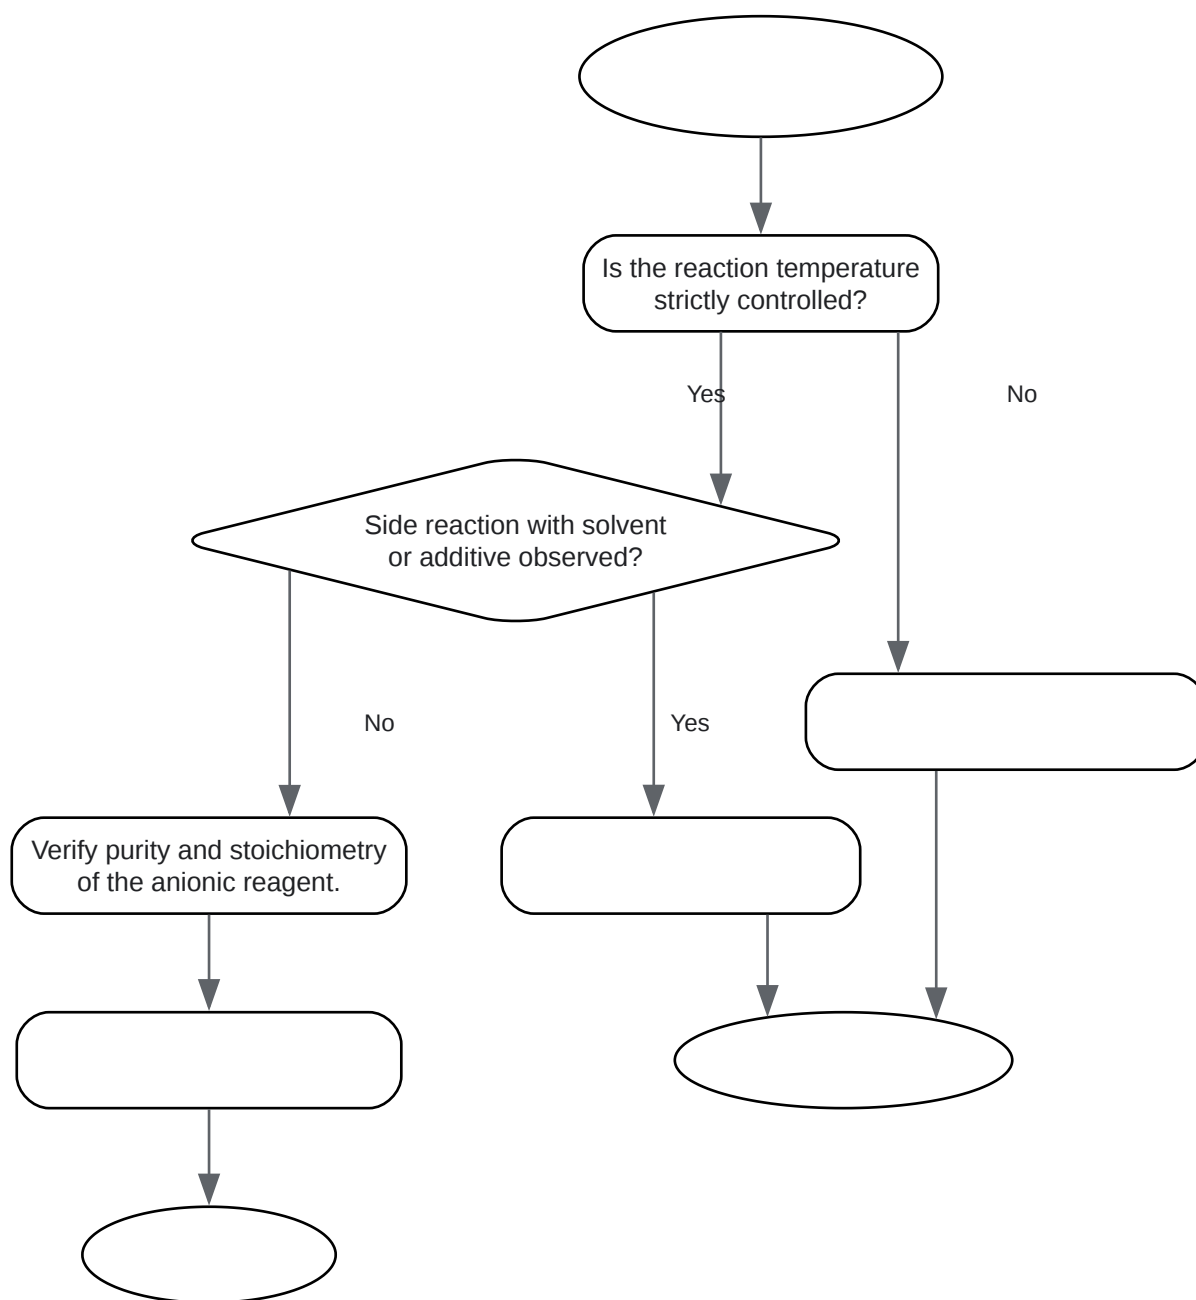 Is the reaction temperature
strictly controlled?
Yes
No
Side reaction with solvent
or additive observed?
No
Yes
Verify purity and stoichiometry
of the anionic reagent.